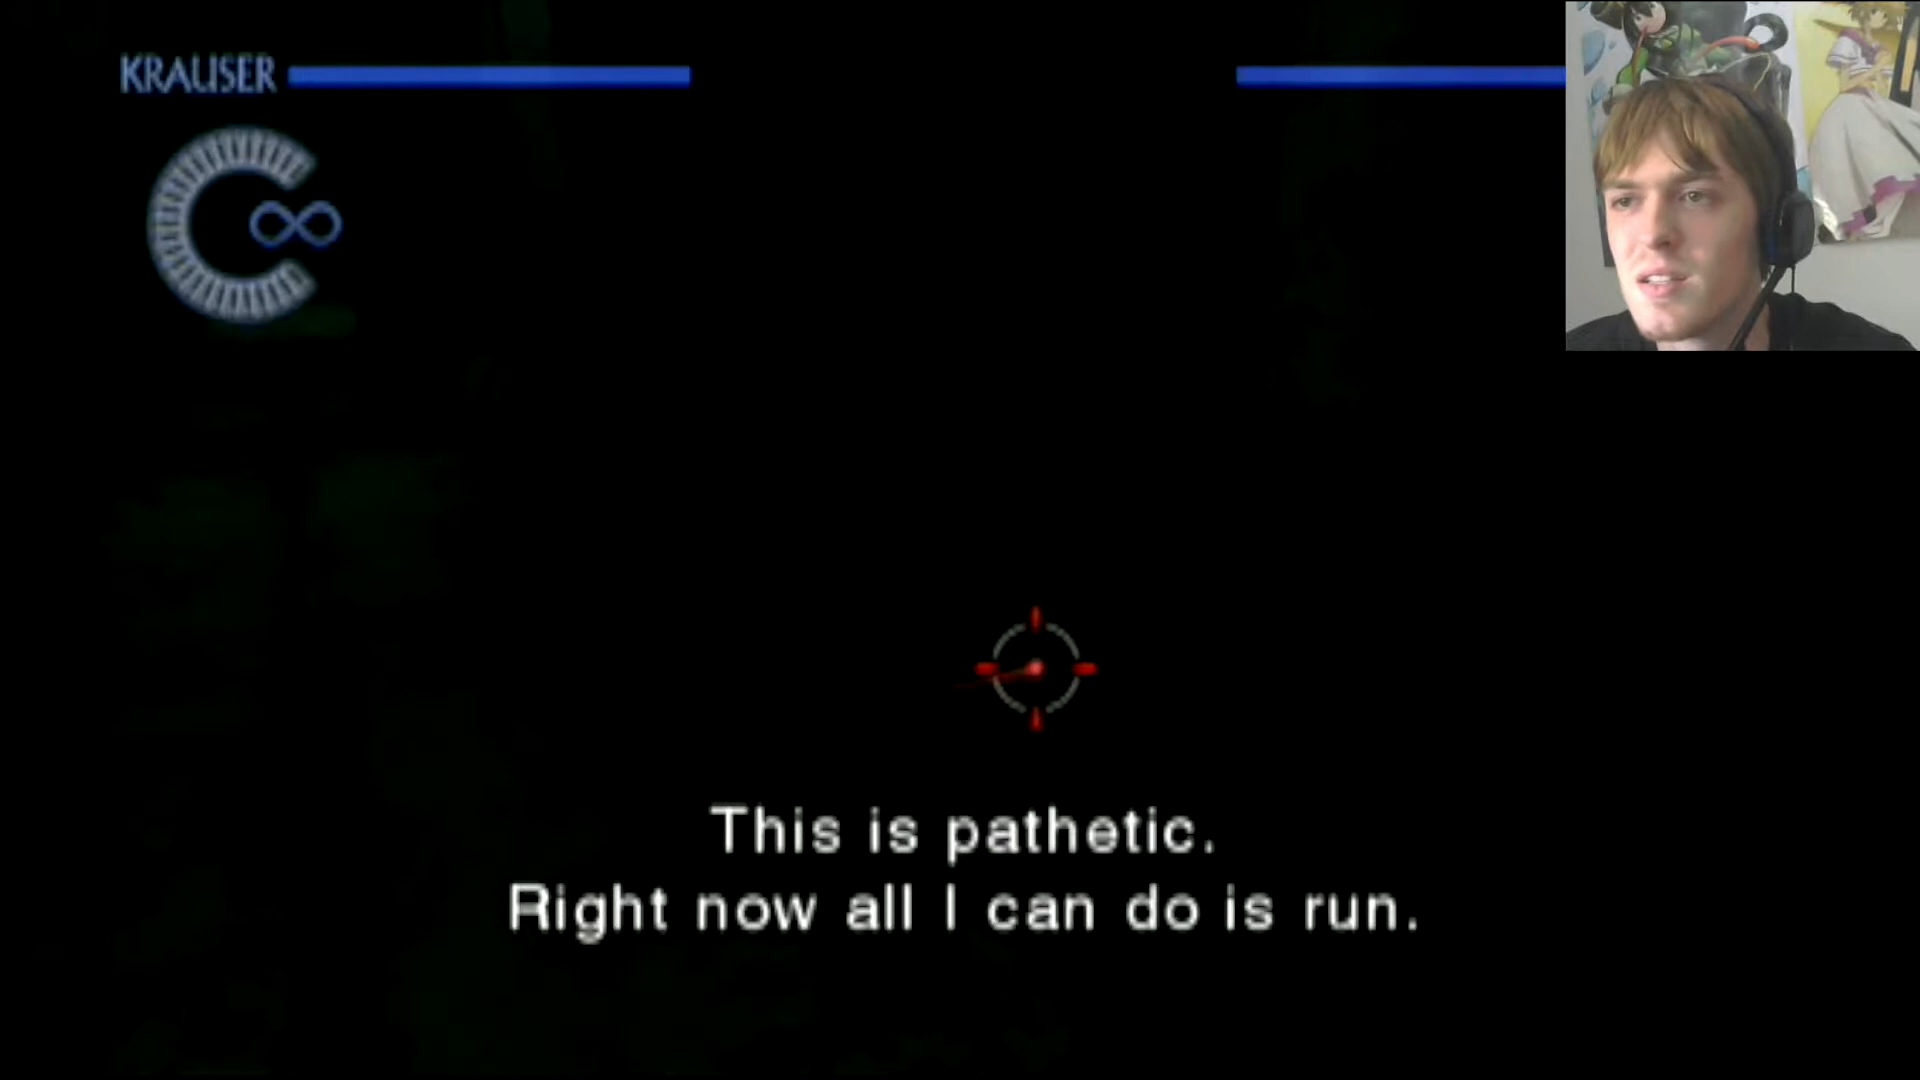 KRAUSER
∞
This is pathetic.
Right now all I can do is run.